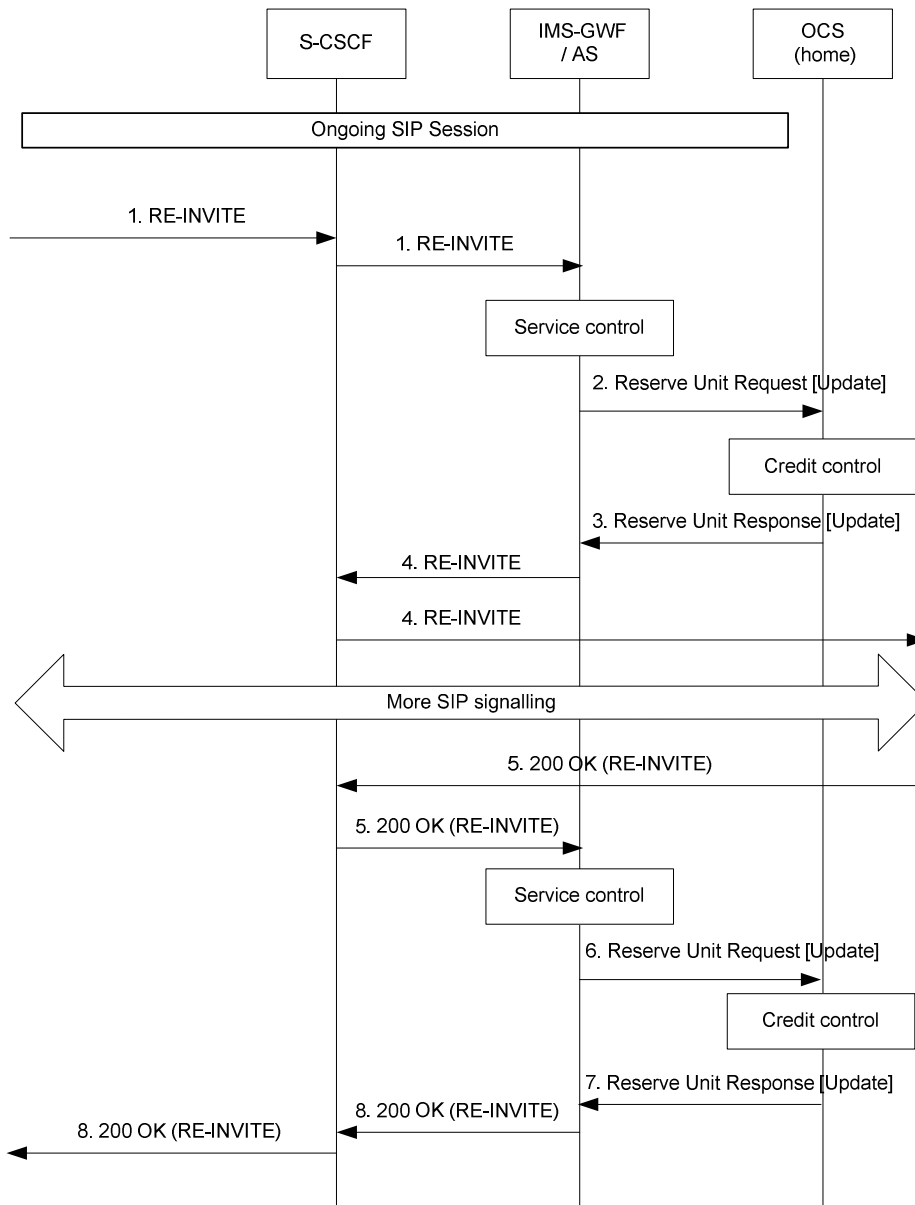 S-CSCF
IMS-GWF
/ AS
OCS
(home)
Ongoing SIP Session
1. RE-INVITE
1. RE-INVITE
Service control
2. Reserve Unit Request [Update]
Credit control
3. Reserve Unit Response [Update]
4. RE-INVITE
4. RE-INVITE
More SIP signalling
5. 200 OK (RE-INVITE)
5. 200 OK (RE-INVITE)
Service control
6. Reserve Unit Request [Update]
Credit control
7. Reserve Unit Response [Update]
8. 200 OK (RE-INVITE)
8. 200 OK (RE-INVITE)